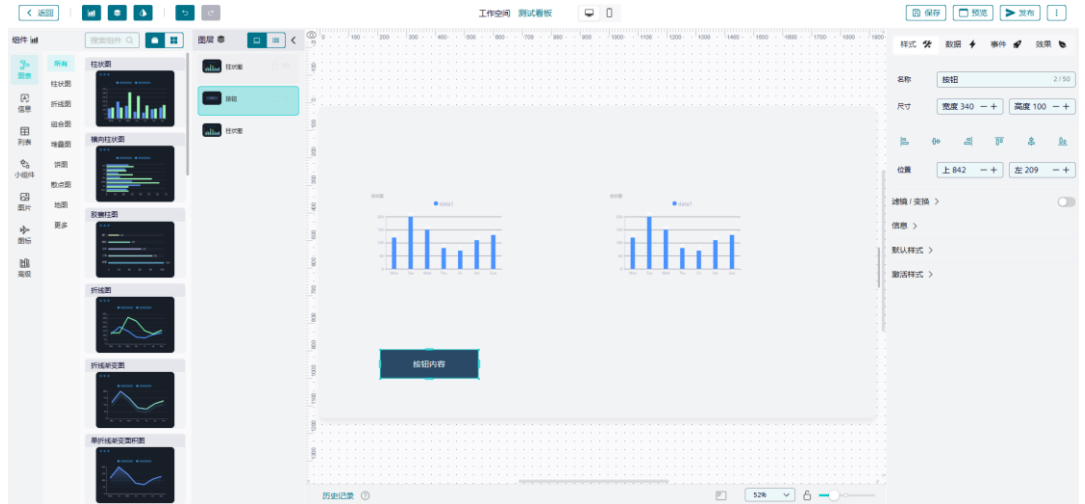 返回
工作空间 测试看板
保存
预览
发布
组件
搜索组件
图层
样式
数据
事件
效果
图表
信息
列表
小组件
图片
图标
高级
所有
柱状图
折线图
组合图
堆叠图
饼图
散点图
地图
更多
柱状图
横向柱状图
胶囊柱图
折线图
折线渐变图
单折线渐变面积图
柱状图
按钮
柱状图
data1
data1
按钮内容
名称
按钮
2 / 50
尺寸
宽度 340
高度 100
位置
上 842
左 209
滤镜 / 变换
信息
默认样式
激活样式
历史记录
52%